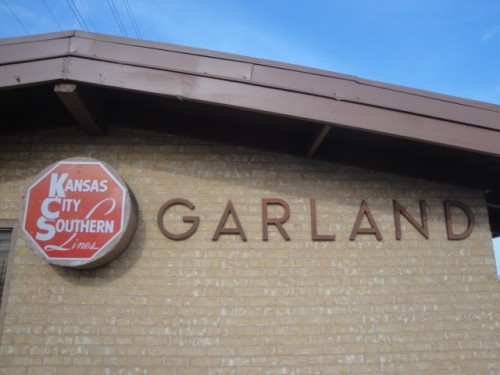 KANSAS
CITY
SOUTHERN
Lines
GARLAND